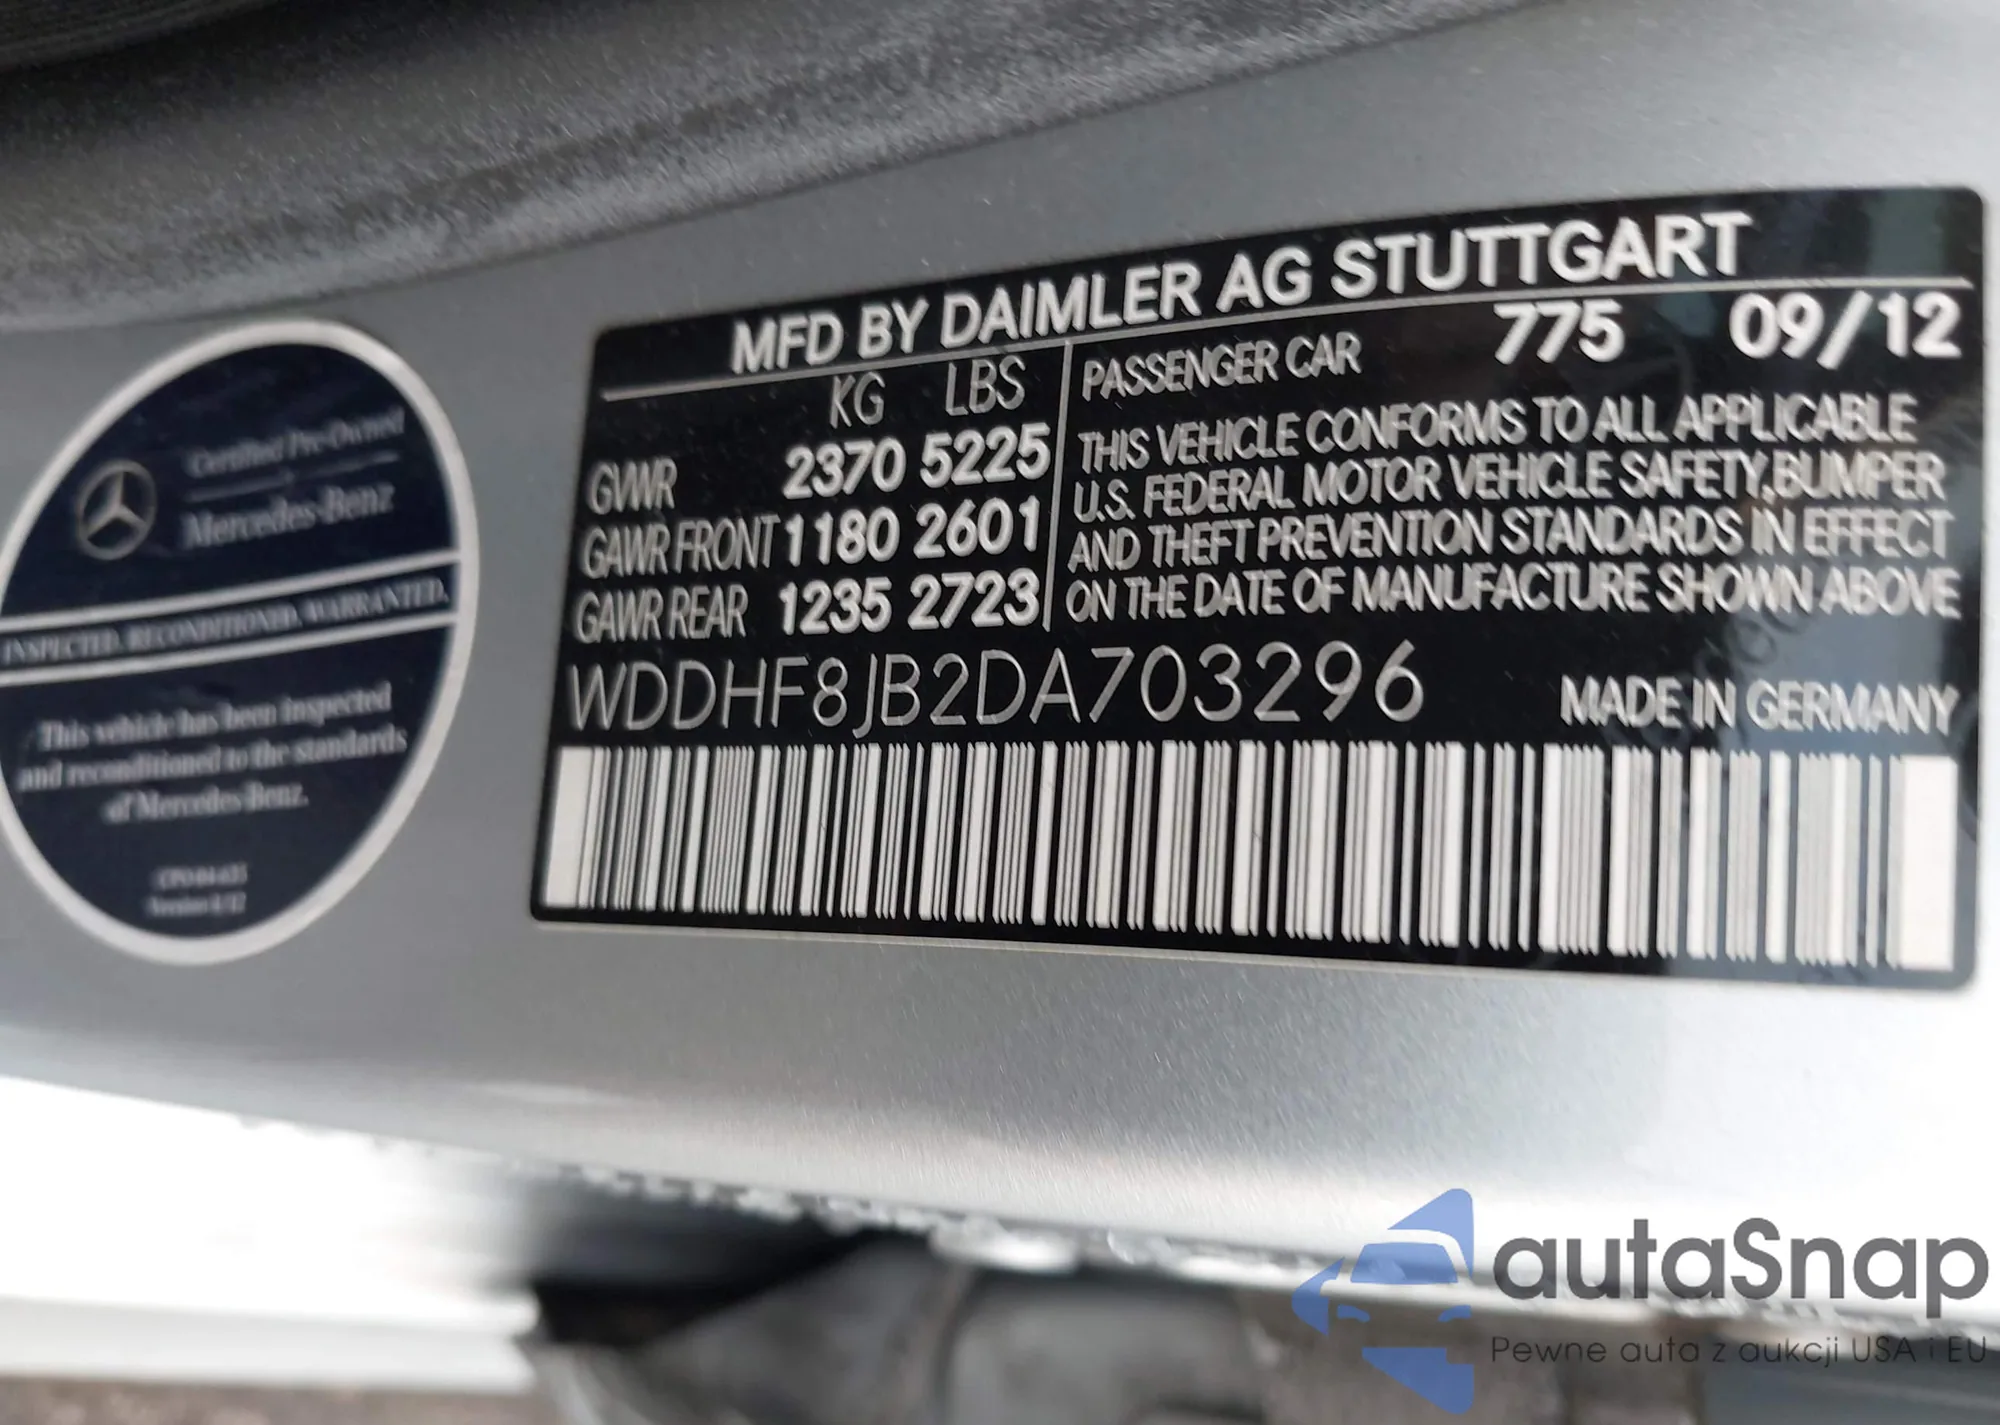 Certified Pre-Owned
Mercedes-Benz
INSPECTED. RECONDITIONED. WARRANTED.
This vehicle has been inspected
and reconditioned to the standards
of Mercedes-Benz.
MFD BY DAIMLER AG STUTTGART
KG LBS
GVWR 2370 5225
GAWR FRONT 1180 2601
GAWR REAR 1235 2723
PASSENGER CAR 775 09/12
THIS VEHICLE CONFORMS TO ALL APPLICABLE
U.S. FEDERAL MOTOR VEHICLE SAFETY, BUMPER
AND THEFT PREVENTION STANDARDS IN EFFECT
ON THE DATE OF MANUFACTURE SHOWN ABOVE
WDDHF8JB2DA703296
MADE IN GERMANY
autaSnap
Pewne auta z aukcji USA i EU